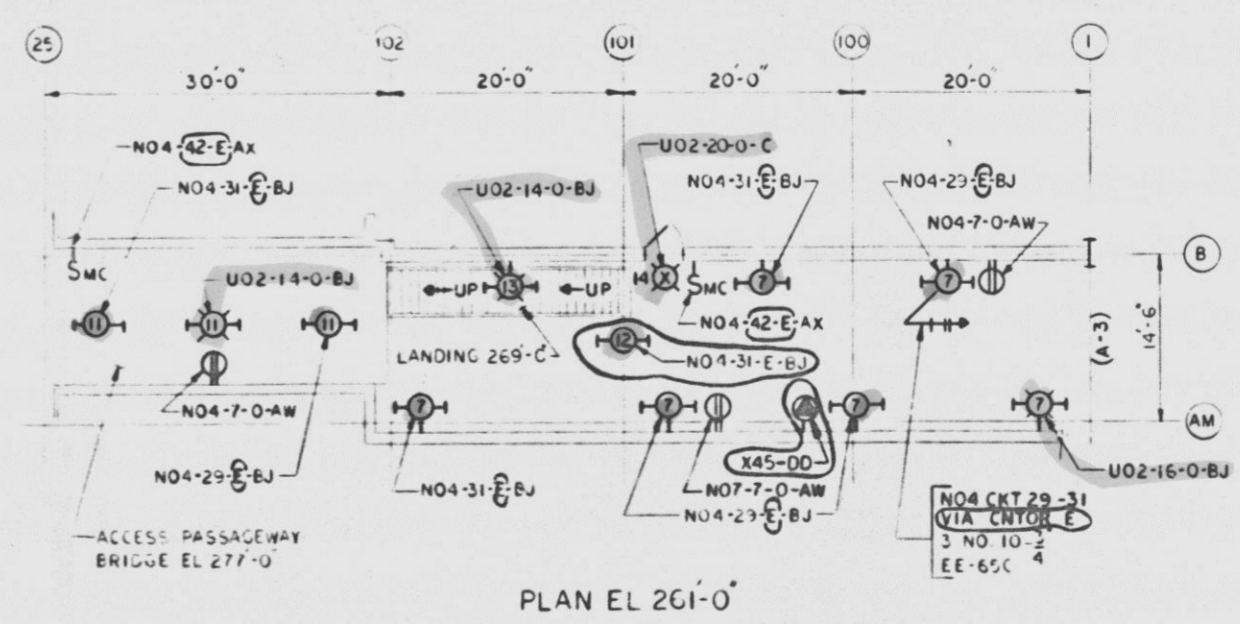 25
102
101
100
1
30'-0"
20'-0"
20'-0"
20'-0"
N04-42-E-AX
N04-31-E-BJ
U02-14-0-BJ
U02-20-0-C
N04-31-E-BJ
N04-29-E-BJ
N04-7-0-AW
B
SMC
U02-14-0-BJ
UP
13
UP
14
X
SMC
7
7
11
11
11
N04-42-E-AX
LANDING 269'-0"
12
N04-31-E-BJ
(A-3)
14'-6"
N04-7-0-AW
7
7
7
7
AM
N04-29-E-BJ
N04-31-E-BJ
X45-DD
N07-7-0-AW
N04-29-E-BJ
U02-16-0-BJ
N04 CKT 29-31
VIA CNTOR E
3 NO. 10-3/4
EE-65C
ACCESS PASSAGEWAY
BRIDGE EL 277'-0"
PLAN EL 261'-0"